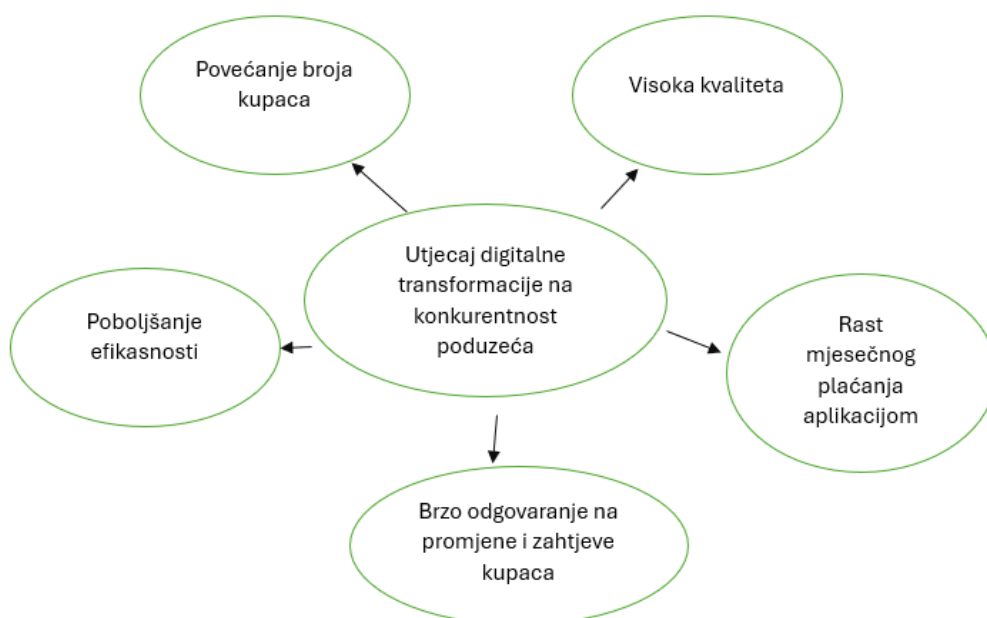 Povećanje broja
kupaca
Visoka kvaliteta
Utjecaj digitalne
transformacije na
konkurentnost
poduzeća
Poboljšanje
efikasnosti
Rast
mjesečnog
plaćanja
aplikacijom
Brzo odgovaranje na
promjene i zahtjeve
kupaca